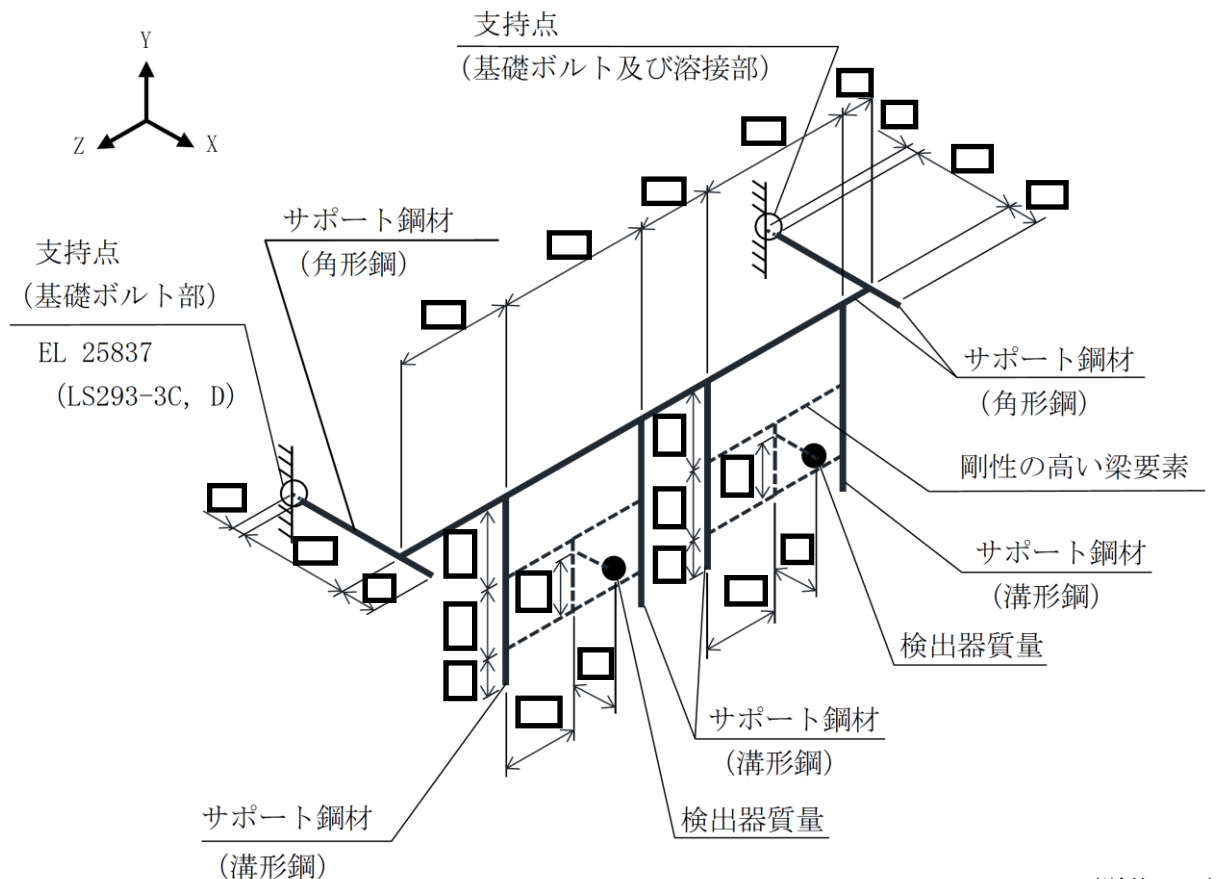 支持点
(基礎ボルト及び溶接部)
Y
Z
X
サポート鋼材
(角形鋼)
支持点
(基礎ボルト部)
EL 25837
(LS293-3C, D)
サポート鋼材
(角形鋼)
剛性の高い梁要素
サポート鋼材
(溝形鋼)
検出器質量
サポート鋼材
(溝形鋼)
検出器質量
サポート鋼材
(溝形鋼)